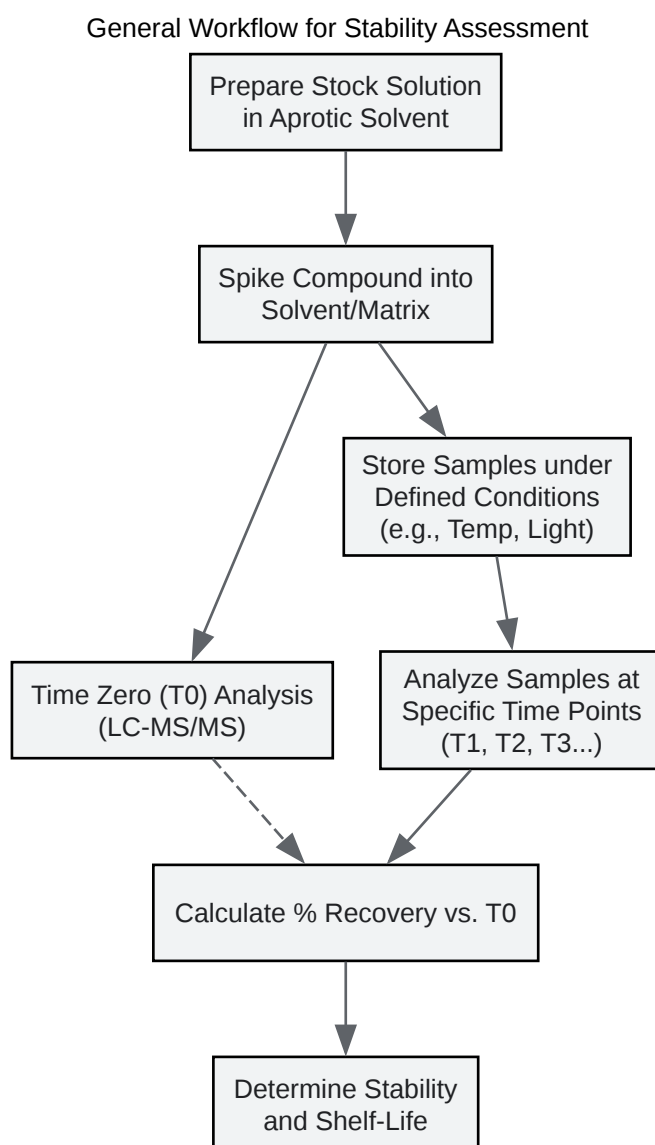 General Workflow for Stability Assessment
Prepare Stock Solution
in Aprotic Solvent
Spike Compound into
Solvent/Matrix
Store Samples under
Defined Conditions
(e.g., Temp, Light)
Time Zero (T0) Analysis
(LC-MS/MS)
Analyze Samples at
Specific Time Points
(T1, T2, T3...)
Calculate % Recovery vs. T0
Determine Stability
and Shelf-Life